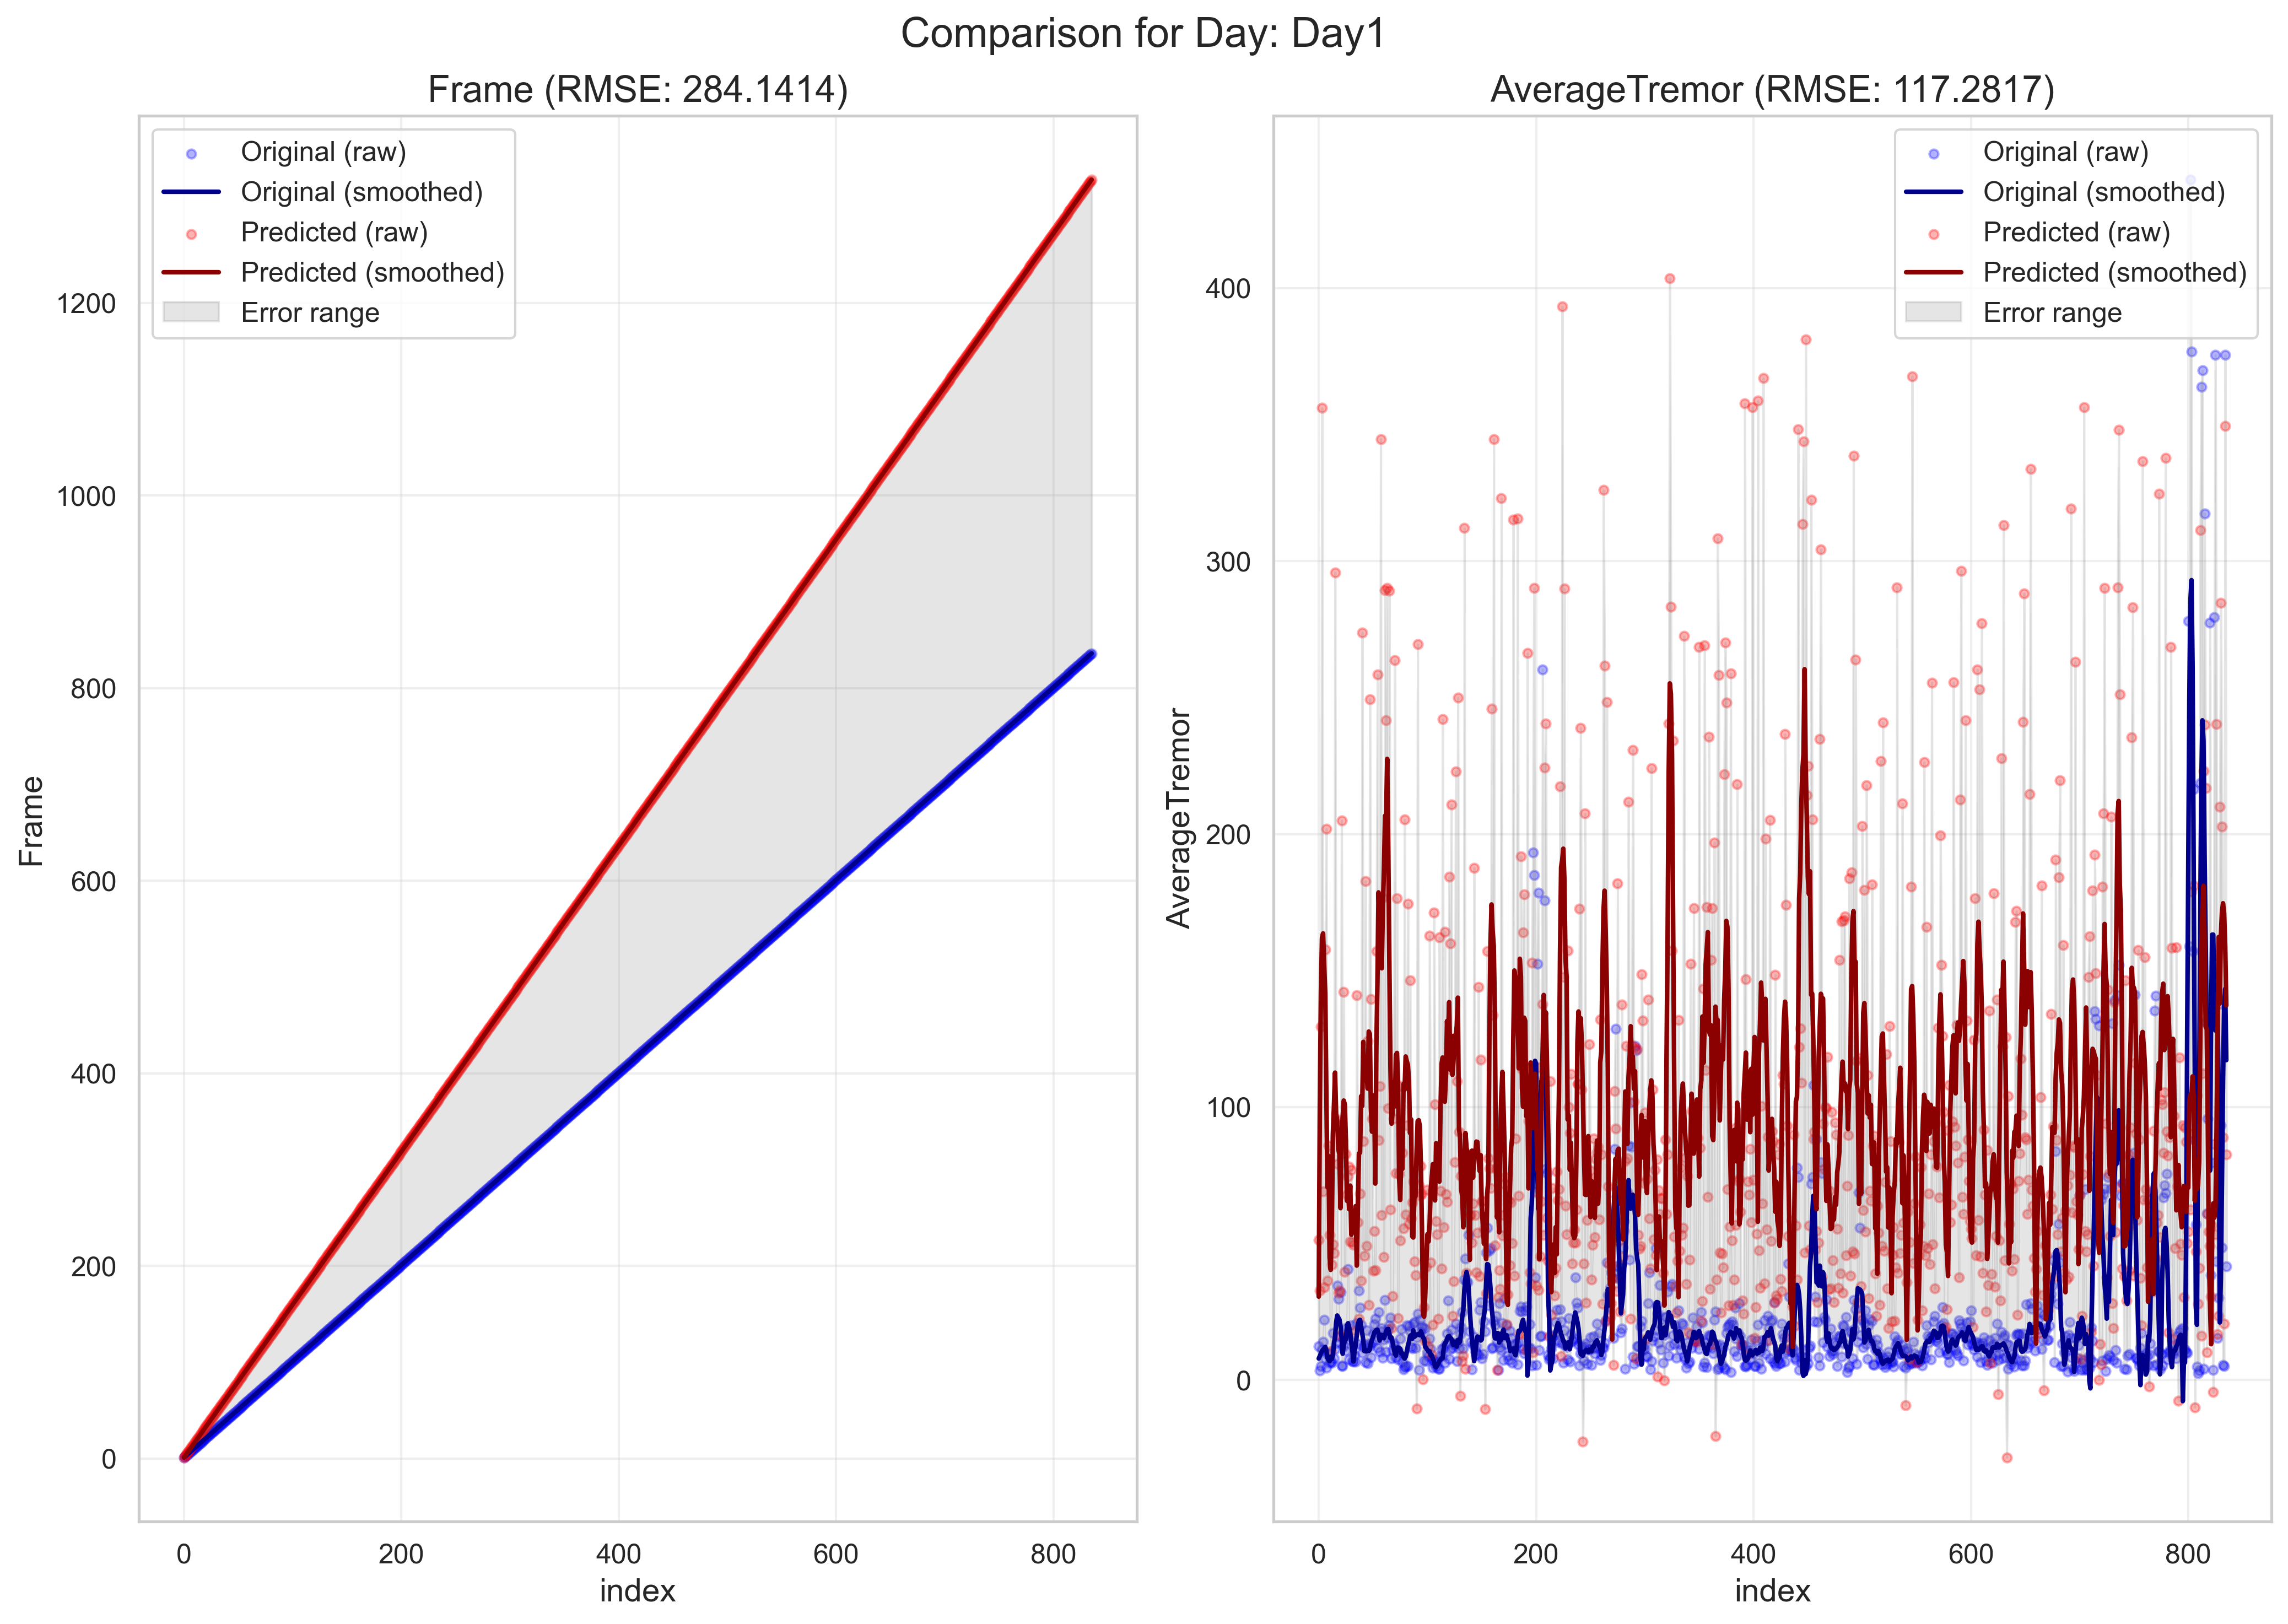 Comparison for Day: Day1
Frame (RMSE: 284.1414)
Original (raw)
Original (smoothed)
Predicted (raw)
Predicted (smoothed)
Error range
1200
1000
800
600
400
200
0
Frame
0 200 400 600 800
index
AverageTremor (RMSE: 117.2817)
Original (raw)
Original (smoothed)
Predicted (raw)
Predicted (smoothed)
Error range
400
300
200
100
0
AverageTremor
0 200 400 600 800
index